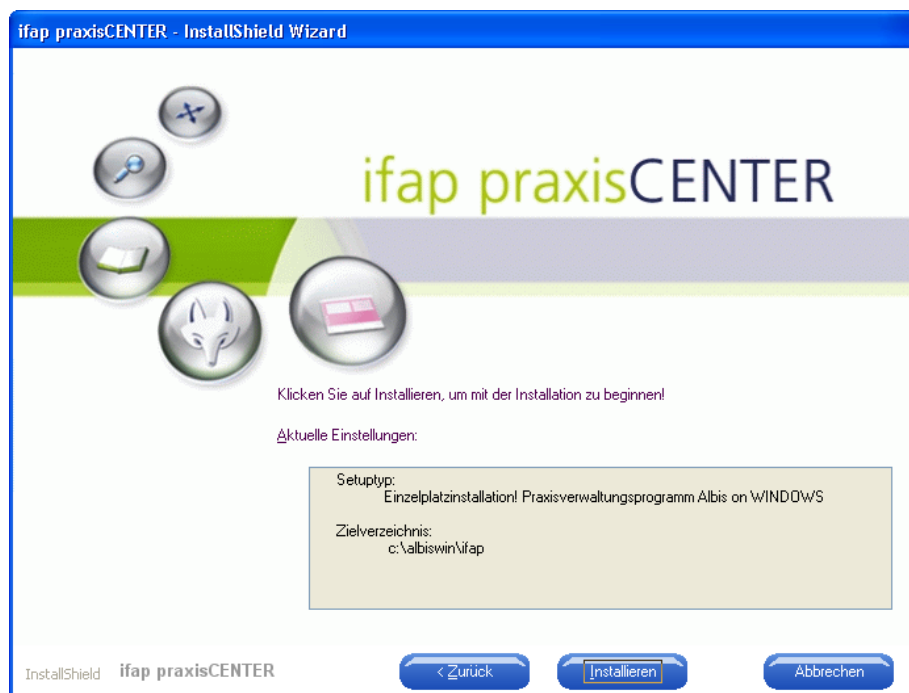 ifap praxisCENTER - InstallShield Wizard
ifap praxisCENTER
Klicken Sie auf Installieren, um mit der Installation zu beginnen!
Aktuelle Einstellungen:
Setuptyp:
Einzelplatzinstallation! Praxisverwaltungsprogramm Albis on WINDOWS
Zielverzeichnis:
c:\albiswin\ifap
InstallShield ifap praxisCENTER
< Zurück
Installieren
Abbrechen